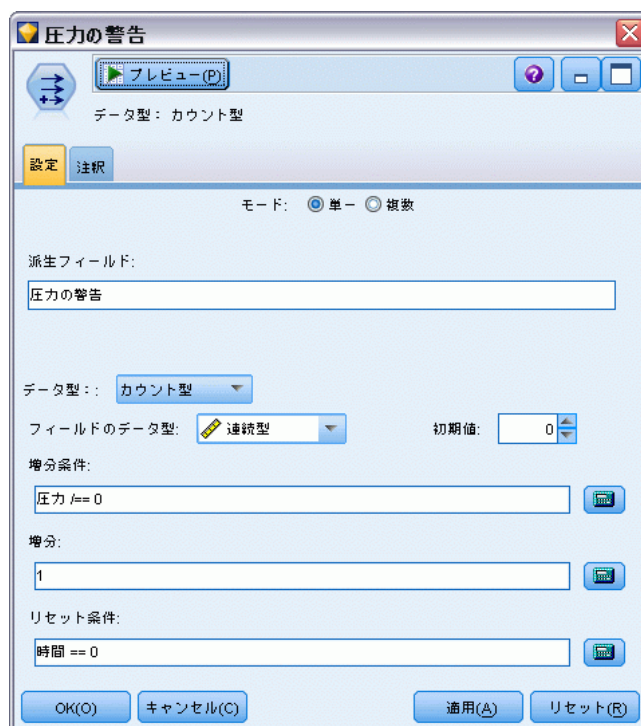 圧力の警告
プレビュー(P)
データ型： カウント型
設定 注釈
モード: 単一 複数
派生フィールド:
圧力の警告
データ型：: カウント型
フィールドのデータ型: 連続型 初期値: 0
増分条件:
圧力 /== 0
増分:
1
リセット条件:
時間 == 0
OK(O) キャンセル(C) 適用(A) リセット(R)